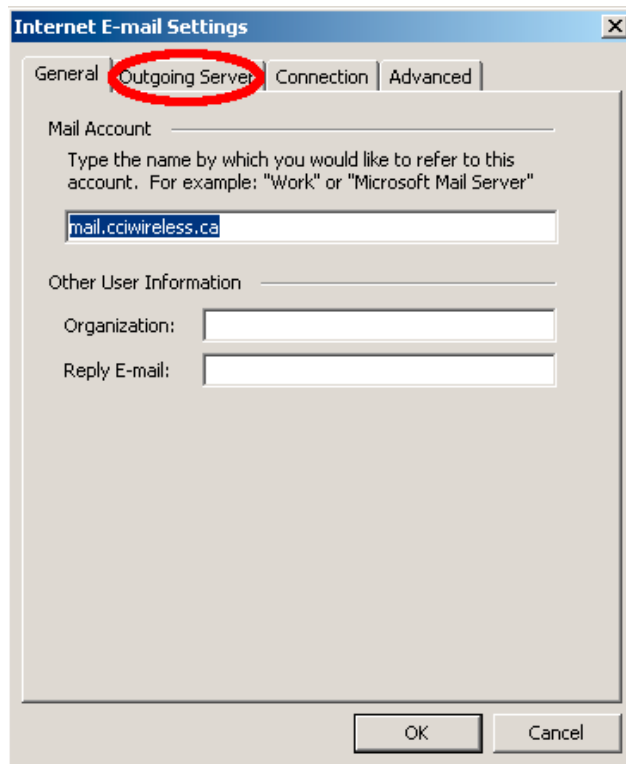 Internet E-mail Settings
General Outgoing Server Connection Advanced
Mail Account
Type the name by which you would like to refer to this
account. For example: "Work" or "Microsoft Mail Server"
mail.cciwireless.ca
Other User Information
Organization:
Reply E-mail:
OK Cancel